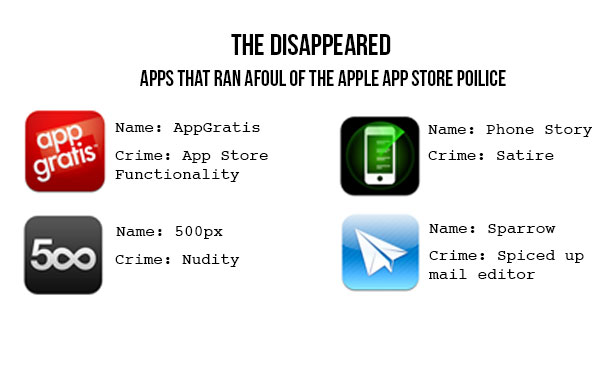 THE DISAPPEARED
APPS THAT RAN AFOUL OF THE APPLE APP STORE POILICE
app
gratis™
Name: AppGratis
Crime: App Store
Functionality
Name: Phone Story
Crime: Satire
500
Name: 500px
Crime: Nudity
Name: Sparrow
Crime: Spiced up
mail editor